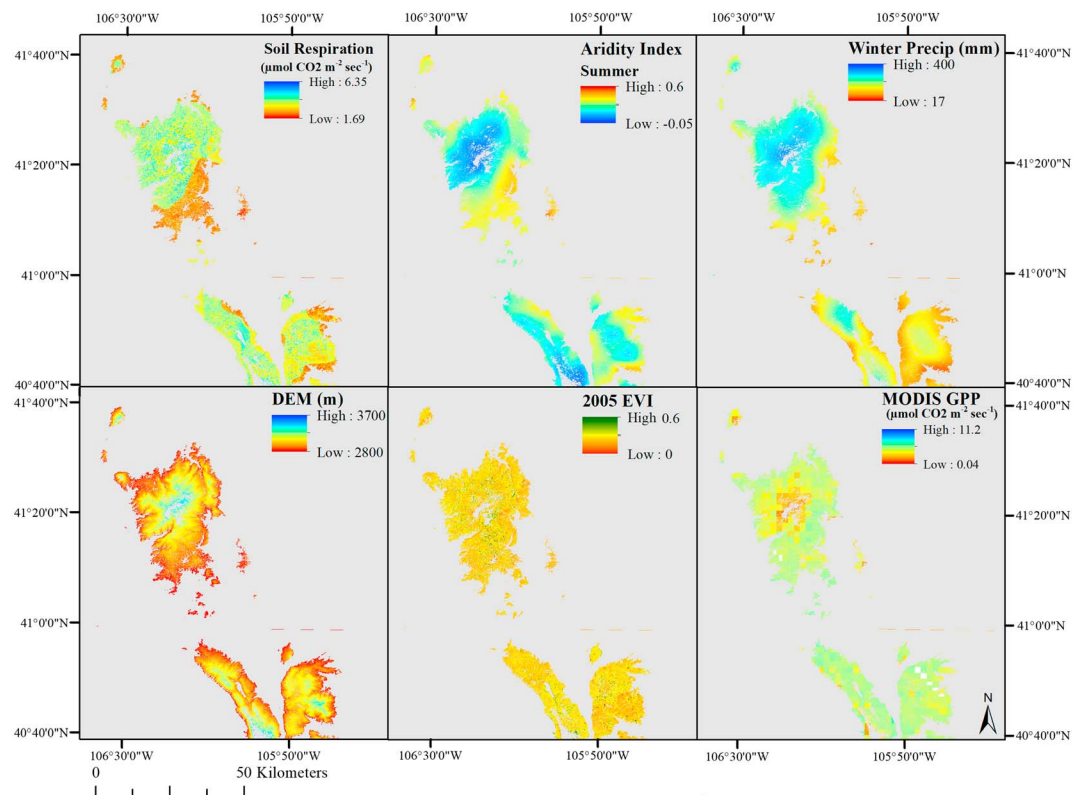 106°30'0"W 105°50'0"W 106°30'0"W 105°50'0"W 106°30'0"W 105°50'0"W
41°40'0"N Soil Respiration Aridity Index Winter Precip (mm) 41°40'0"N
(µmol CO2 m⁻² sec⁻¹) Summer High : 400
High : 6.35 High : 0.6
Low : 1.69 Low : -0.05 Low : 17
41°20'0"N 41°20'0"N
41°0'0"N 41°0'0"N
40°40'0"N 40°40'0"N
41°40'0"N DEM (m) 2005 EVI MODIS GPP 41°40'0"N
High : 3700 High 0.6 (µmol CO2 m⁻² sec⁻¹)
High : 11.2
Low : 2800 Low : 0 Low : 0.04
41°20'0"N 41°20'0"N
41°0'0"N 41°0'0"N
N
40°40'0"N 40°40'0"N
106°30'0"W 105°50'0"W 106°30'0"W 105°50'0"W 106°30'0"W 105°50'0"W
0 50 Kilometers